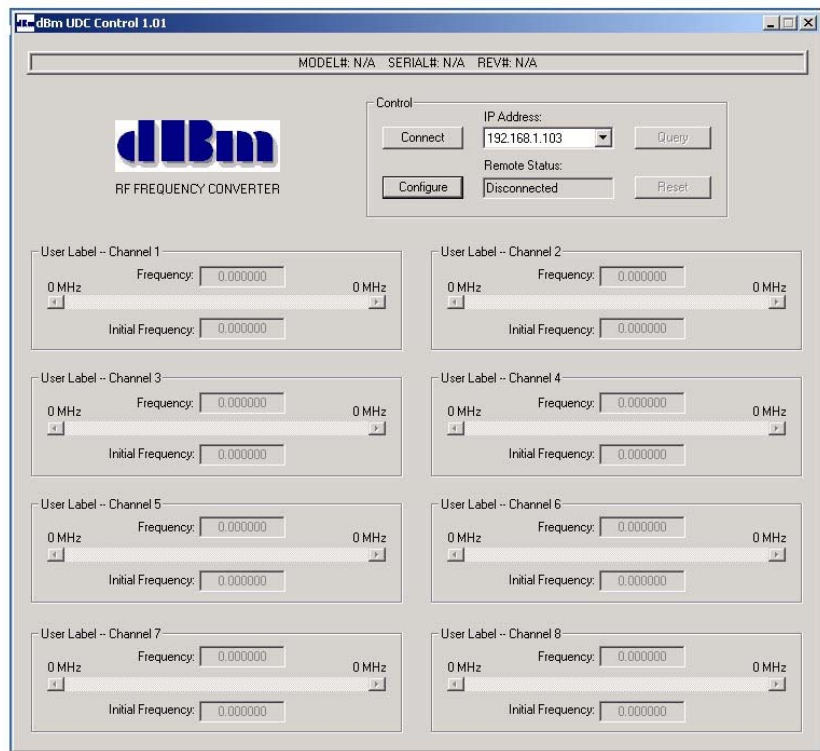 dBm dBm UDC Control 1.01
MODEL#: N/A SERIAL#: N/A REV#: N/A
dBm
RF FREQUENCY CONVERTER
Control
IP Address:
Connect
192.168.1.103
Query
Remote Status:
Configure
Disconnected
Reset
User Label -- Channel 1
Frequency: 0.000000
0 MHz
0 MHz
Initial Frequency: 0.000000
User Label -- Channel 2
Frequency: 0.000000
0 MHz
0 MHz
Initial Frequency: 0.000000
User Label -- Channel 3
Frequency: 0.000000
0 MHz
0 MHz
Initial Frequency: 0.000000
User Label -- Channel 4
Frequency: 0.000000
0 MHz
0 MHz
Initial Frequency: 0.000000
User Label -- Channel 5
Frequency: 0.000000
0 MHz
0 MHz
Initial Frequency: 0.000000
User Label -- Channel 6
Frequency: 0.000000
0 MHz
0 MHz
Initial Frequency: 0.000000
User Label -- Channel 7
Frequency: 0.000000
0 MHz
0 MHz
Initial Frequency: 0.000000
User Label -- Channel 8
Frequency: 0.000000
0 MHz
0 MHz
Initial Frequency: 0.000000